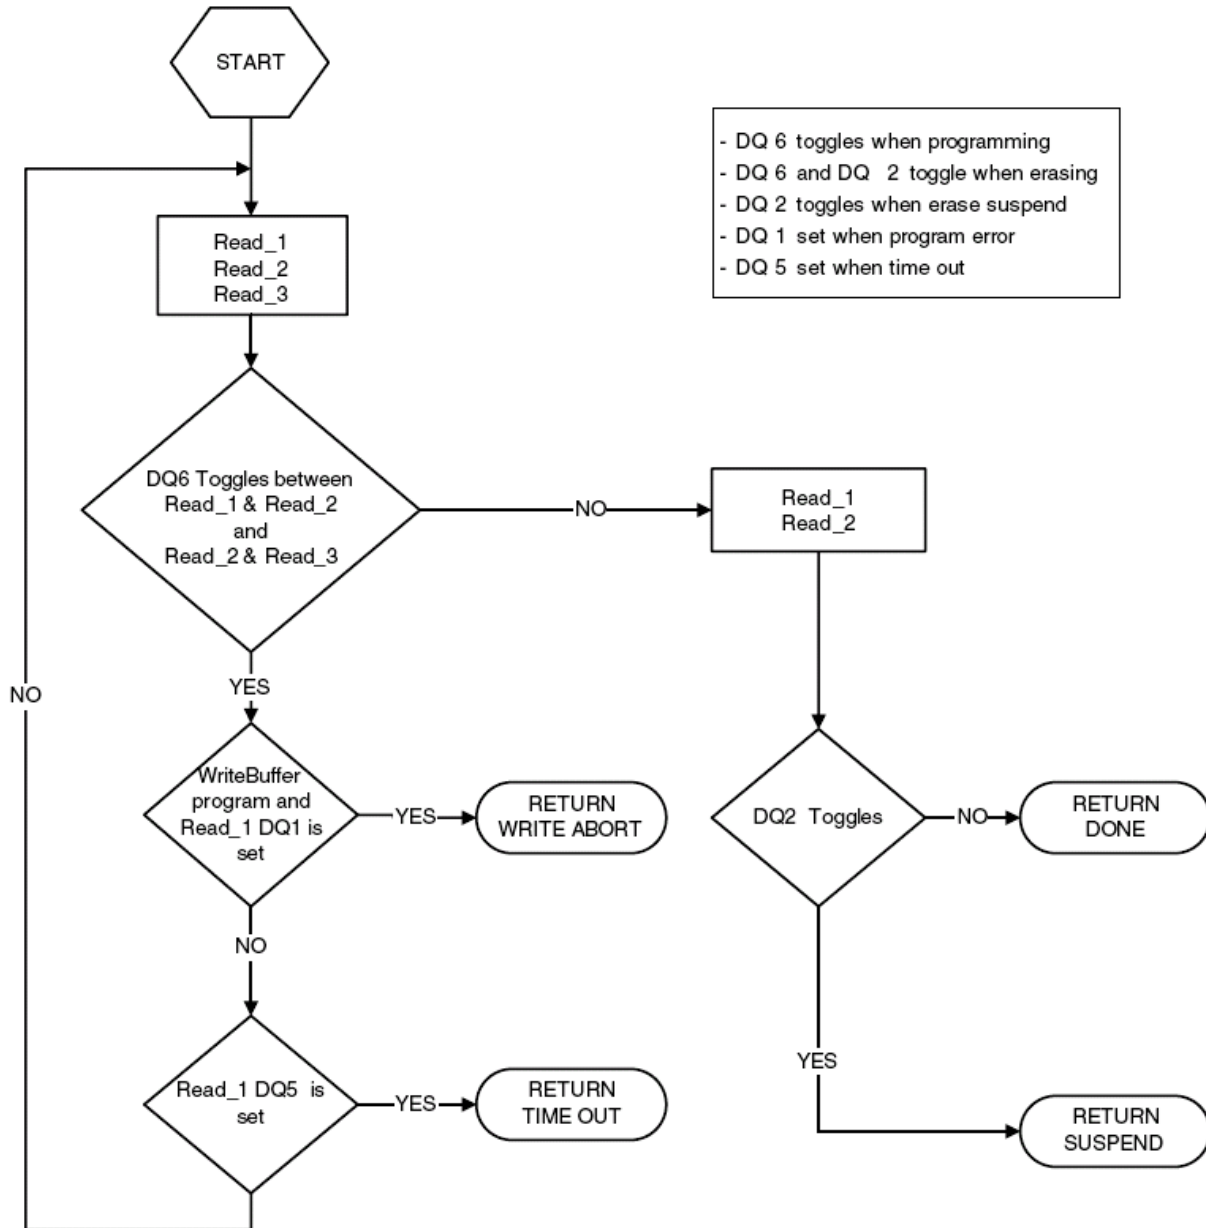 START
- DQ 6 toggles when programming
- DQ 6 and DQ 2 toggle when erasing
- DQ 2 toggles when erase suspend
- DQ 1 set when program error
- DQ 5 set when time out
Read_1
Read_2
Read_3
DQ6 Toggles between
Read_1 & Read_2
and
Read_2 & Read_3
NO
Read_1
Read_2
YES
NO
WriteBuffer
program and
Read_1 DQ1 is
set
YES
RETURN
WRITE ABORT
DQ2 Toggles
NO
RETURN
DONE
NO
YES
Read_1 DQ5 is
set
YES
RETURN
TIME OUT
RETURN
SUSPEND